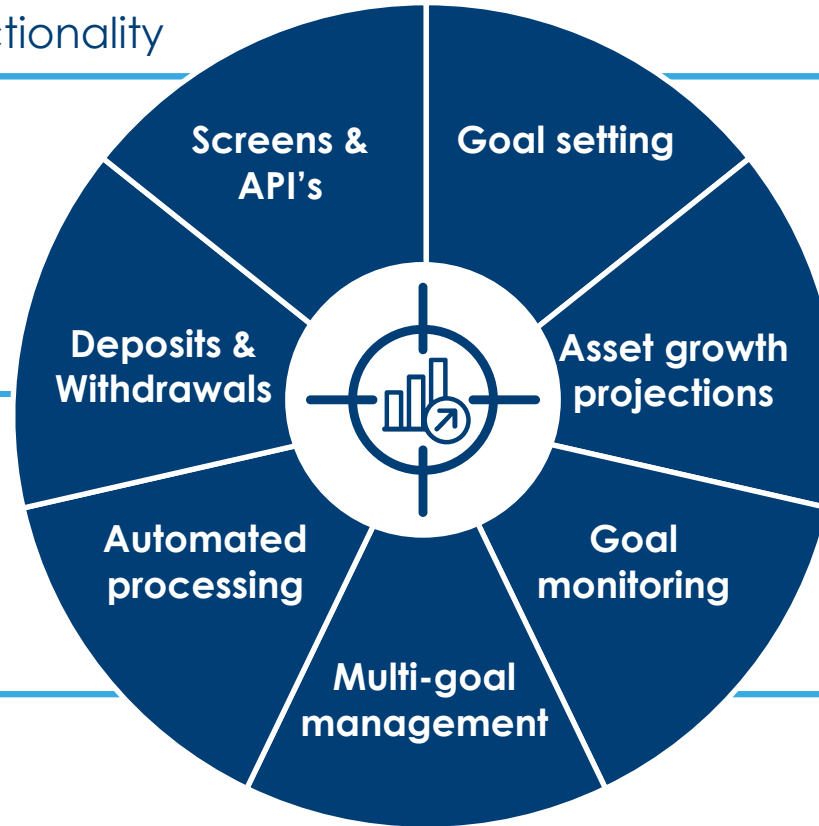 ctionality
Screens &
API's
Goal setting
Deposits &
Withdrawals
Asset growth
projections
Automated
processing
Goal
monitoring
Multi-goal
management